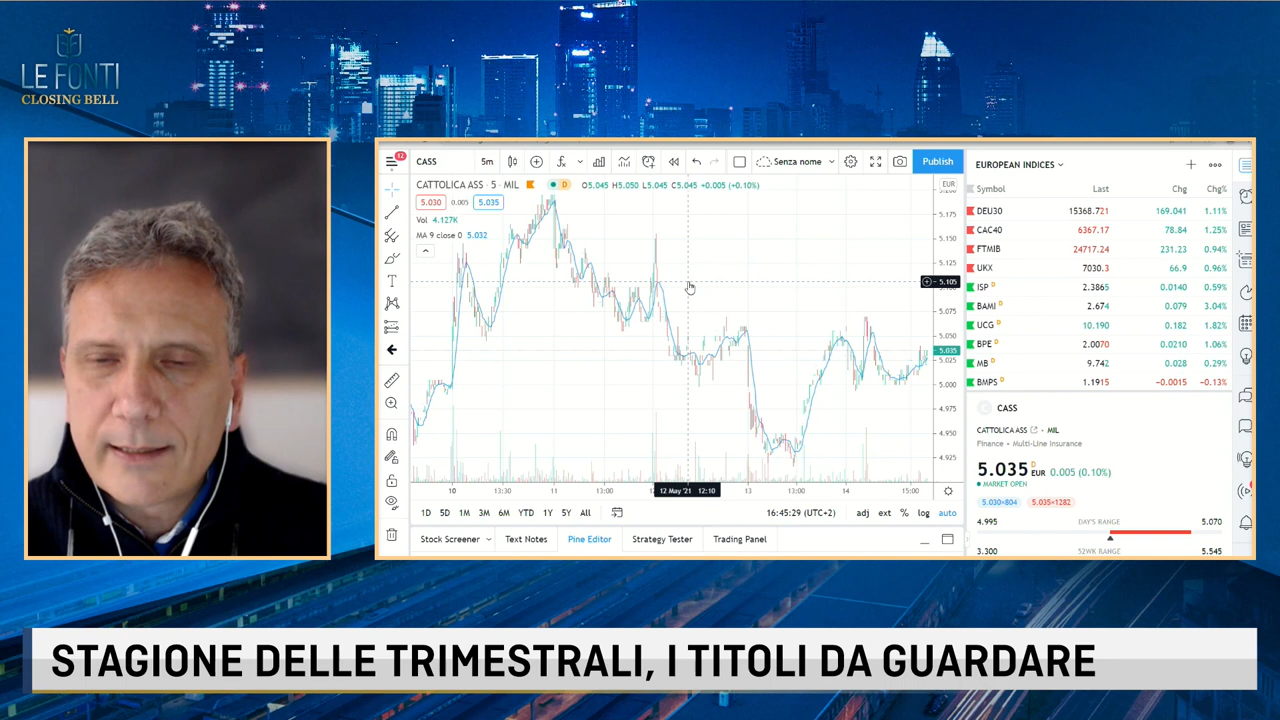 LE FONTI
CLOSING BELL
12
CASS
5m
Senza nome
Publish
CATTOLICA ASS · 5 · MIL
D
O5.045 H5.050 L5.045 C5.045 +0.005 (+0.10%)
EUR
5.030
0.005
5.035
Vol 4.127K
MA 9 close 0 5.032
5.175
5.150
5.125
5.105
5.075
5.050
5.035
5.025
5.000
4.975
4.950
4.925
10
13:30
11
13:00
12 May '21 12:10
13
13:00
14
15:00
1D 5D 1M 3M 6M YTD 1Y 5Y All
16:45:29 (UTC+2)
adj ext % log auto
Stock Screener
Text Notes
Pine Editor
Strategy Tester
Trading Panel
EUROPEAN INDICES
Symbol Last Chg Chg%
DEU30 15368.721 169.041 1.11%
CAC40 6367.17 78.84 1.25%
FTMIB 24717.24 231.23 0.94%
UKX 7030.3 66.9 0.96%
ISP D 2.3865 0.0140 0.59%
BAMI D 2.674 0.079 3.04%
UCG D 10.190 0.182 1.82%
BPE D 2.0070 0.0210 1.06%
MB D 9.742 0.028 0.29%
BMPS D 1.1915 −0.0015 −0.13%
C CASS
CATTOLICA ASS · MIL
Finance · Multi-Line Insurance
5.035 D EUR 0.005 (0.10%)
MARKET OPEN
5.030×804 5.035×1282
4.995 DAY'S RANGE 5.070
3.300 52WK RANGE 5.545
STAGIONE DELLE TRIMESTRALI, I TITOLI DA GUARDARE